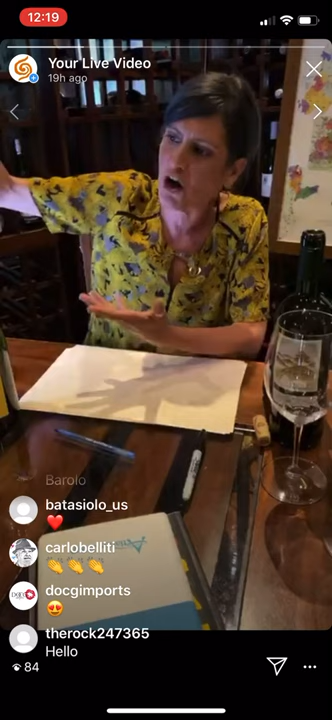 12:19
Your Live Video
19h ago
Barolo
batasiolo_us
❤️
carlobelliti
👏👏👏
docgimports
😍
therock247365
Hello
84